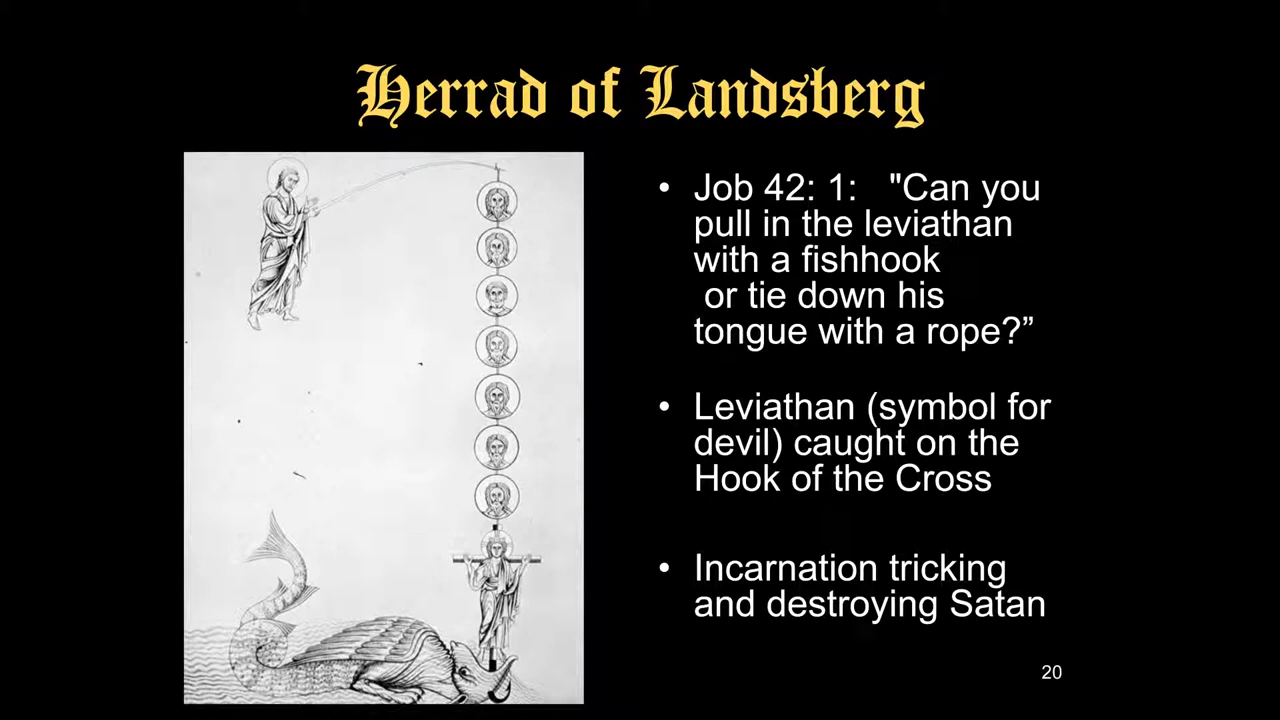 Herrad of Landsberg
• Job 42: 1: "Can you
pull in the leviathan
with a fishhook
or tie down his
tongue with a rope?”
• Leviathan (symbol for
devil) caught on the
Hook of the Cross
• Incarnation tricking
and destroying Satan
20